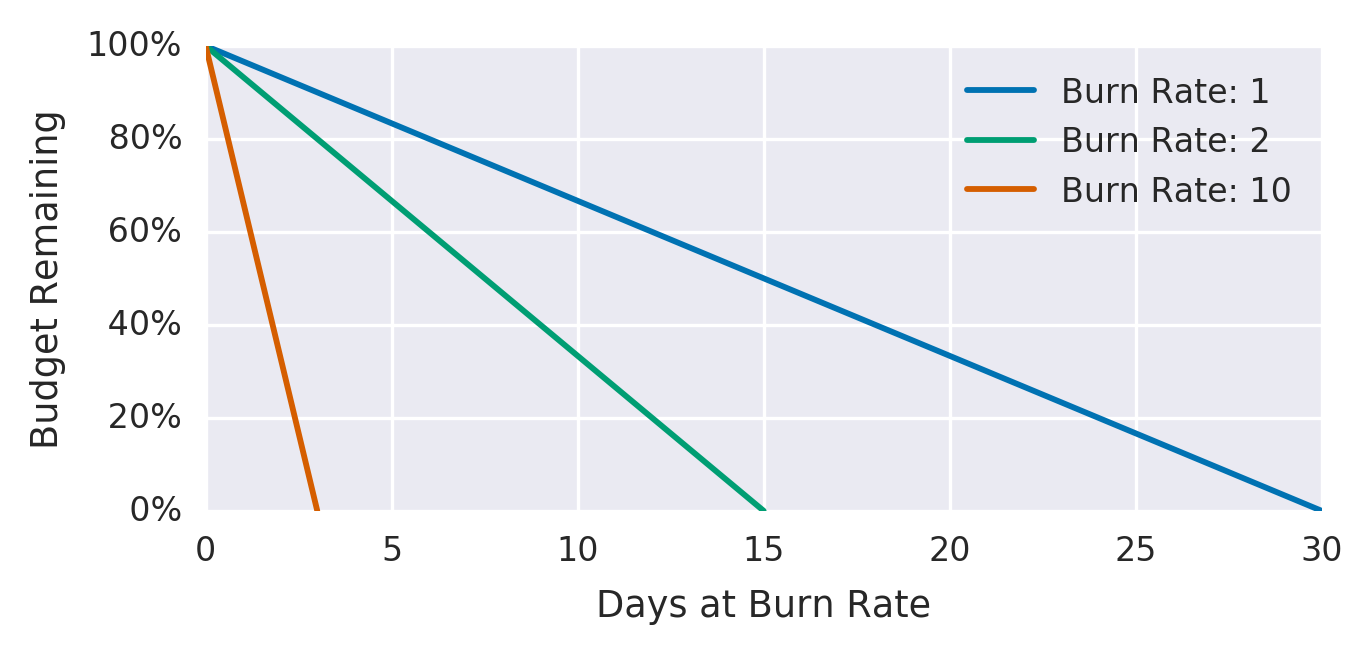 100%
80%
60%
40%
20%
0%
Budget Remaining
Burn Rate: 1
Burn Rate: 2
Burn Rate: 10
0 5 10 15 20 25 30
Days at Burn Rate